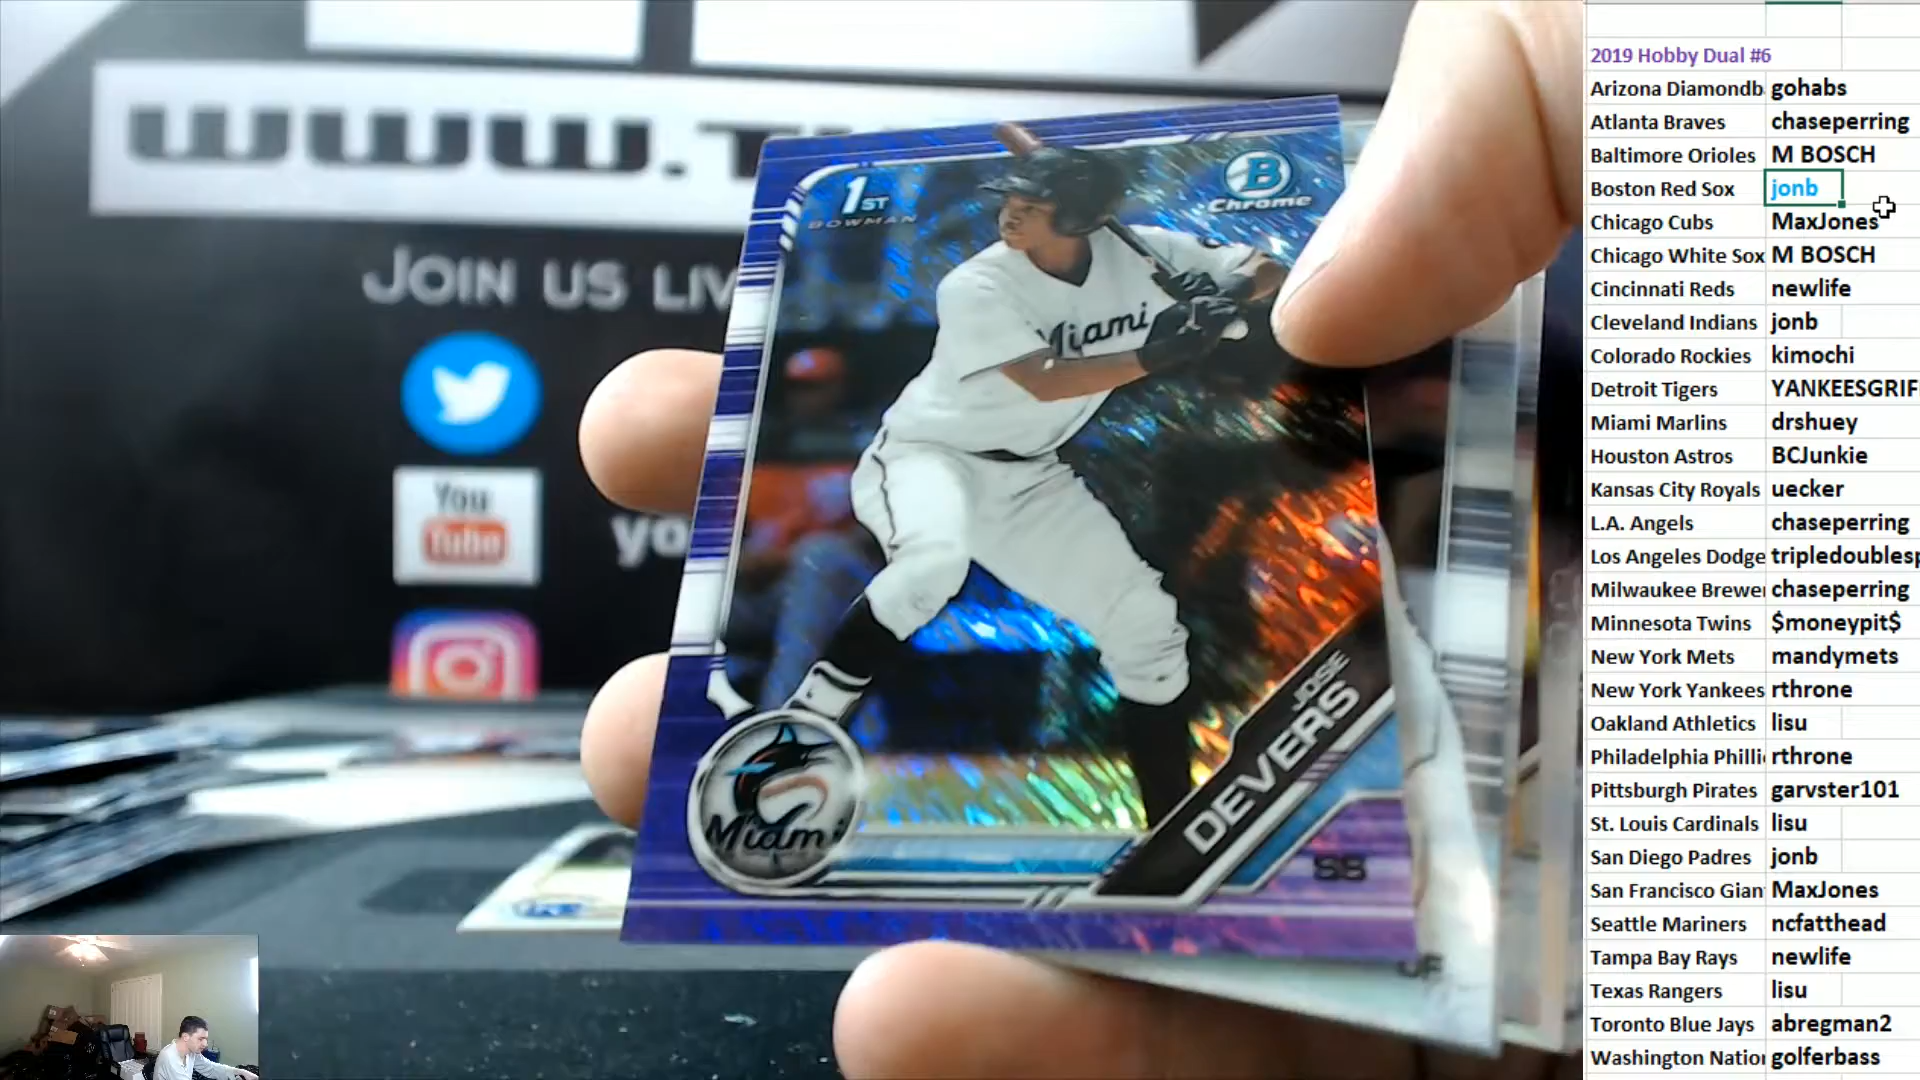 WWW.T
JOIN US LIV
You
Tube
yo
1ST
BOWMAN
B
Chrome
Miami
JOSE
DEVERS
SS
Miami
OF
2019 Hobby Dual #6
Arizona Diamondb gohabs
Atlanta Braves chaseperring
Baltimore Orioles M BOSCH
Boston Red Sox jonb
Chicago Cubs MaxJones
Chicago White Sox M BOSCH
Cincinnati Reds newlife
Cleveland Indians jonb
Colorado Rockies kimochi
Detroit Tigers YANKEESGRIF
Miami Marlins drshuey
Houston Astros BCJunkie
Kansas City Royals uecker
L.A. Angels chaseperring
Los Angeles Dodge tripledoublesp
Milwaukee Brewe chaseperring
Minnesota Twins $moneypit$
New York Mets mandymets
New York Yankees rthrone
Oakland Athletics lisu
Philadelphia Philli rthrone
Pittsburgh Pirates garvster101
St. Louis Cardinals lisu
San Diego Padres jonb
San Francisco Gian MaxJones
Seattle Mariners ncfatthead
Tampa Bay Rays newlife
Texas Rangers lisu
Toronto Blue Jays abregman2
Washington Natio golferbass